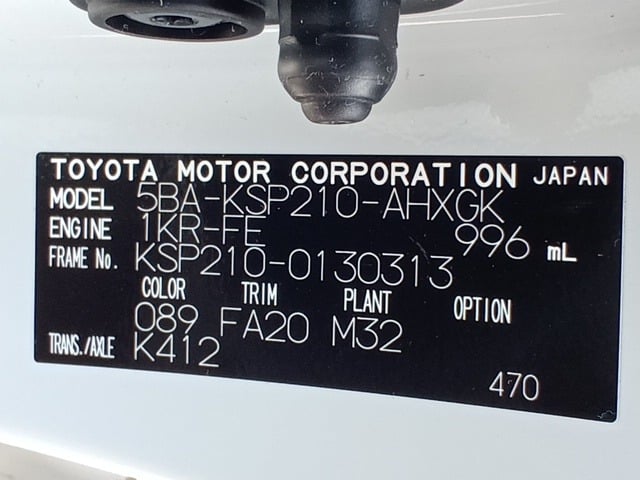 TOYOTA MOTOR CORPORATION JAPAN
MODEL 5BA-KSP210-AHXGK
ENGINE 1KR-FE 996 mL
FRAME No. KSP210-0130313
COLOR TRIM PLANT OPTION
089 FA20 M32
TRANS./AXLE K412
470